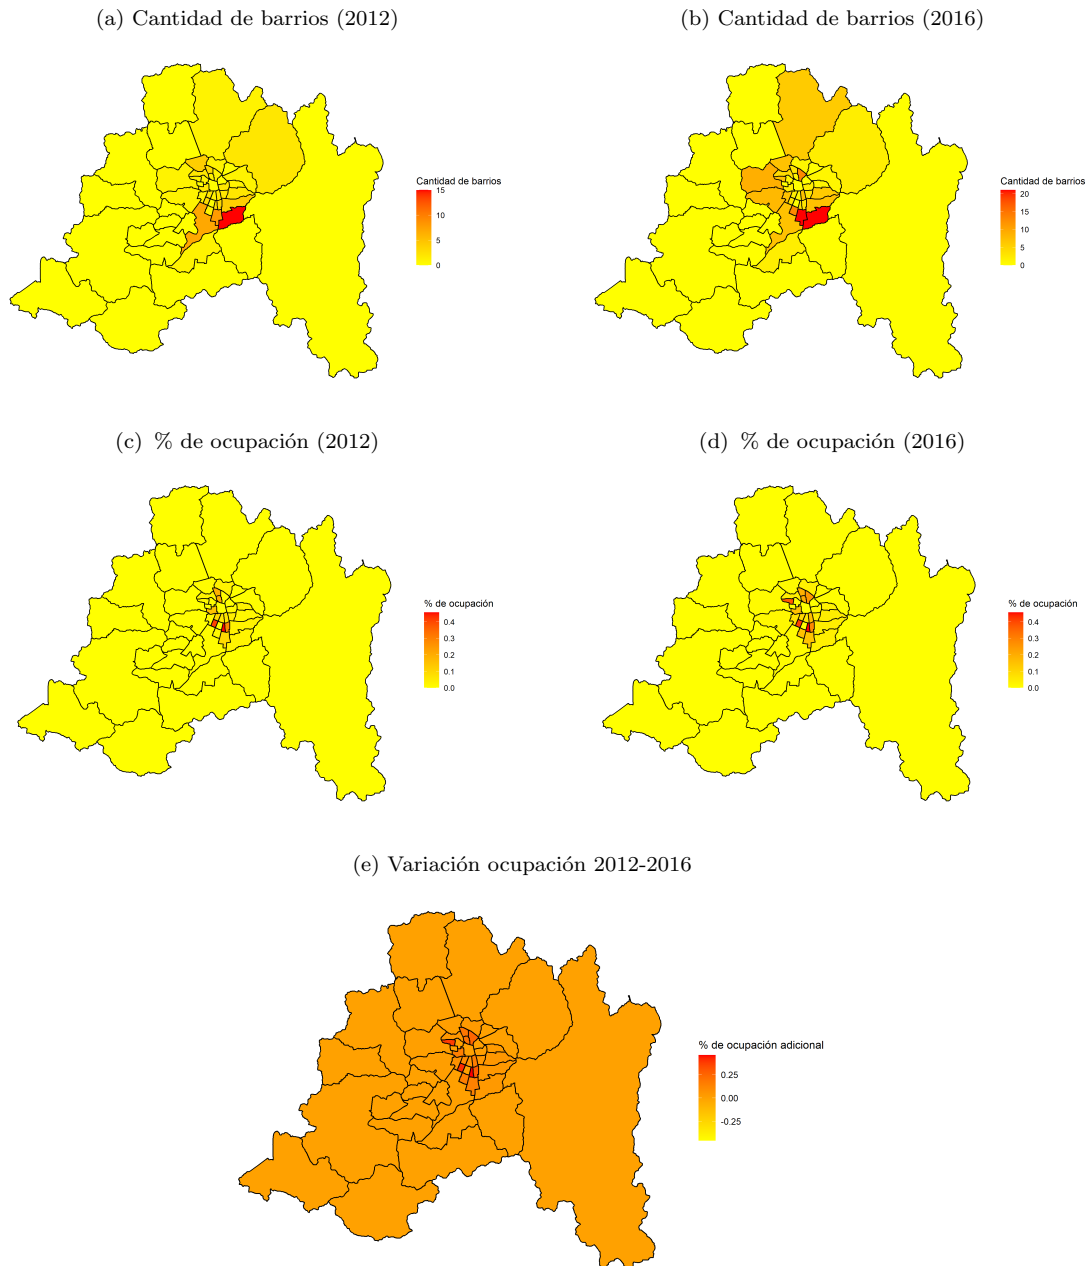 (a) Cantidad de barrios (2012)
(b) Cantidad de barrios (2016)
Cantidad de barrios
15
10
5
0
Cantidad de barrios
20
15
10
5
0
(c) % de ocupación (2012)
(d) % de ocupación (2016)
% de ocupación
0.4
0.3
0.2
0.1
0.0
% de ocupación
0.4
0.3
0.2
0.1
0.0
(e) Variación ocupación 2012-2016
% de ocupación adicional
0.25
0.00
-0.25